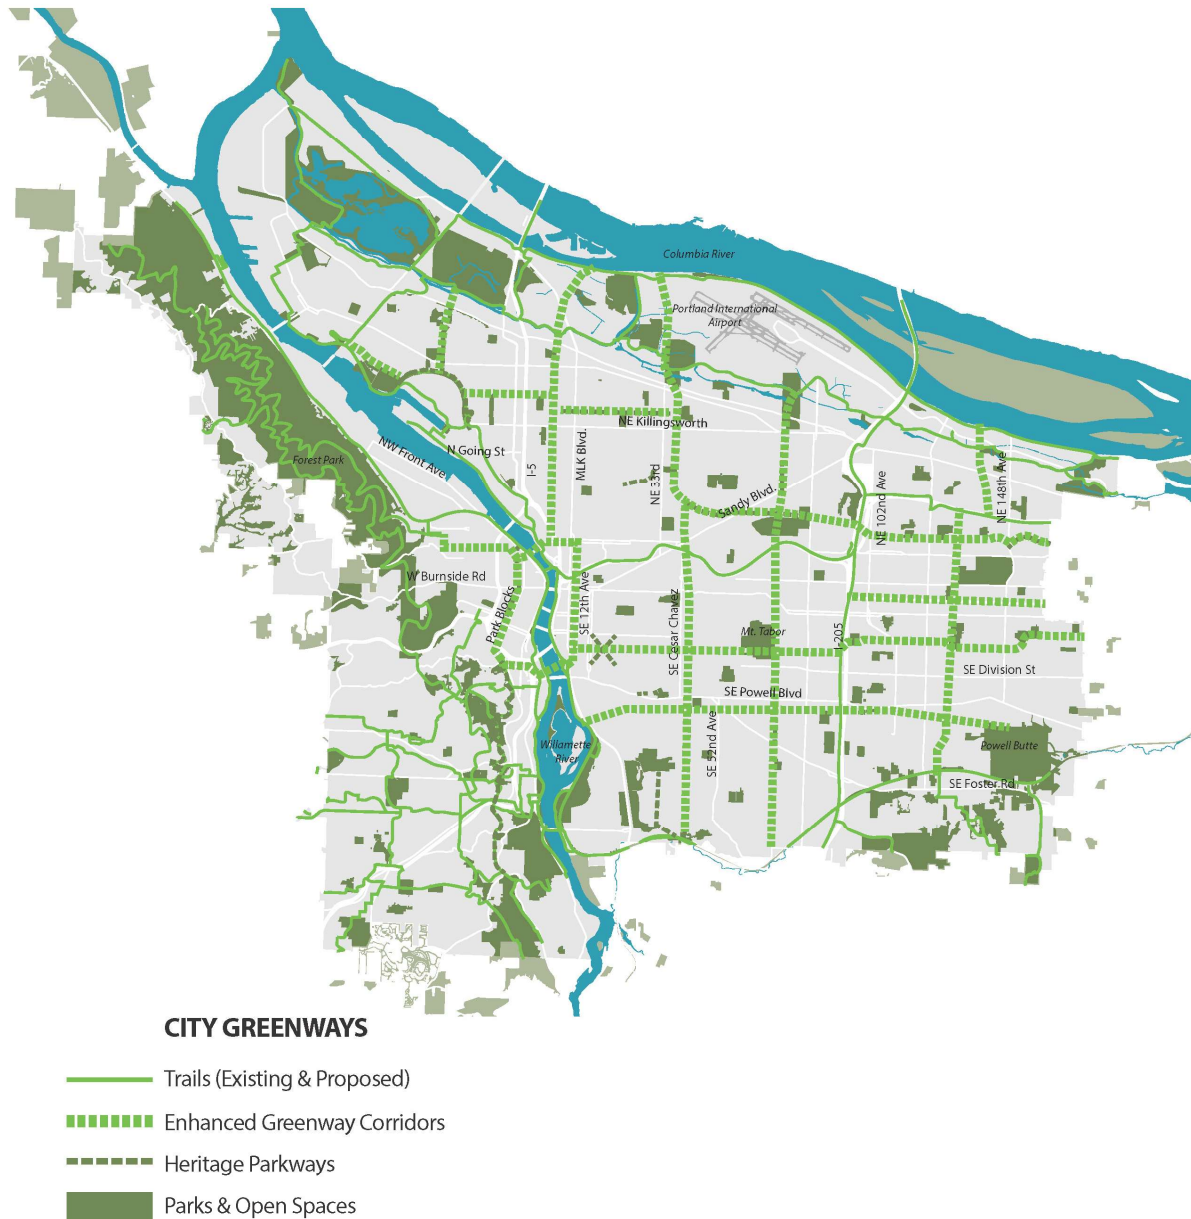 Columbia River
Portland International
Airport
NE Killingsworth
N Going St
NW Front Ave
Forest Park
I-5
MLK Blvd.
NE 33rd
Sandy Blvd.
NE 102nd Ave
NE 148th Ave
W Burnside Rd
Park Blocks
SE 12th Ave
SE Cesar Chavez
Mt. Tabor
I-205
SE Division St
SE Powell Blvd
SE 52nd Ave
Willamette
River
Powell Butte
SE Foster Rd
CITY GREENWAYS
Trails (Existing & Proposed)
Enhanced Greenway Corridors
Heritage Parkways
Parks & Open Spaces